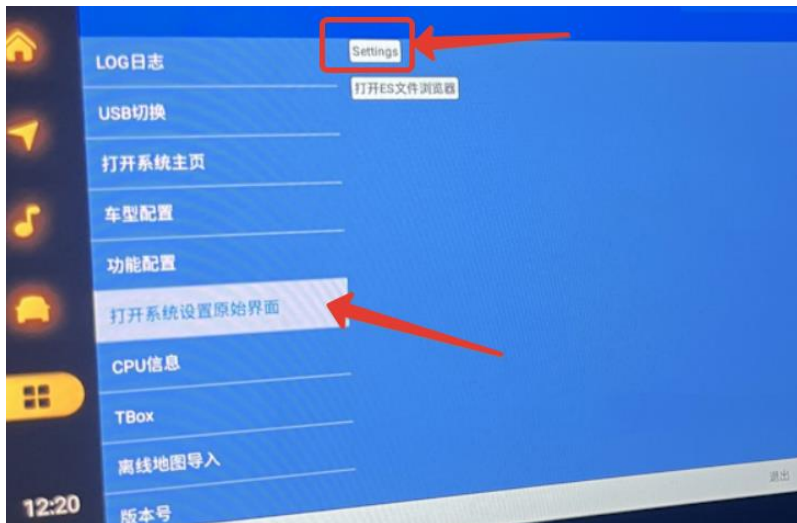 Settings
打开ES文件浏览器
LOG日志
USB切换
打开系统主页
车型配置
功能配置
打开系统设置原始界面
CPU信息
TBox
离线地图导入
版本号
退出
12:20